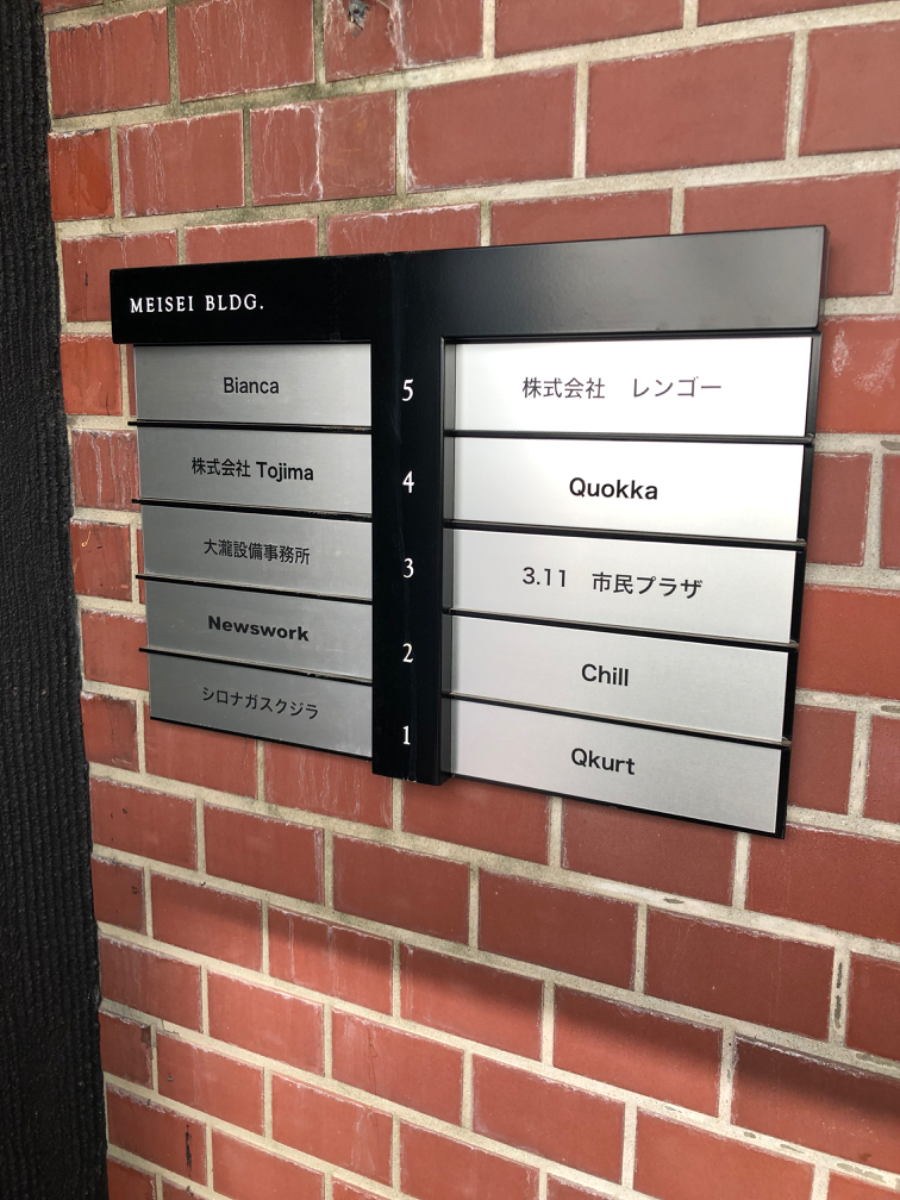 MEISEI BLDG.
Bianca 5 株式会社 レンゴー
株式会社 Tojima 4 Quokka
大瀧設備事務所 3 3.11 市民プラザ
Newswork 2 Chill
シロナガスクジラ 1 Qkurt